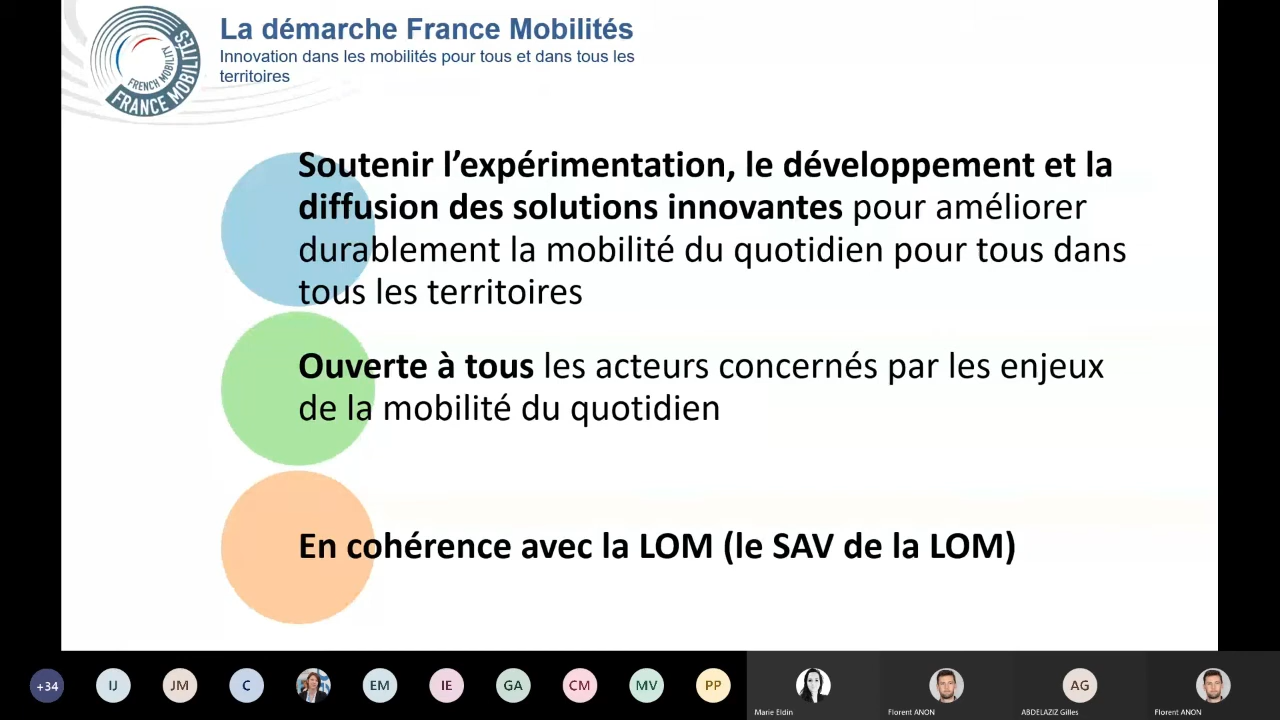 La démarche France Mobilités
Innovation dans les mobilités pour tous et dans tous les
territoires
FRENCH MOBILITY
FRANCE MOBILITÉS
Soutenir l’expérimentation, le développement et la
diffusion des solutions innovantes pour améliorer
durablement la mobilité du quotidien pour tous dans
tous les territoires
Ouverte à tous les acteurs concernés par les enjeux
de la mobilité du quotidien
En cohérence avec la LOM (le SAV de la LOM)
+34
IJ
JM
C
EM
IE
GA
CM
MV
PP
AG
Marie Eldin
Florent ANON
ABDELAZIZ Gilles
Florent ANON